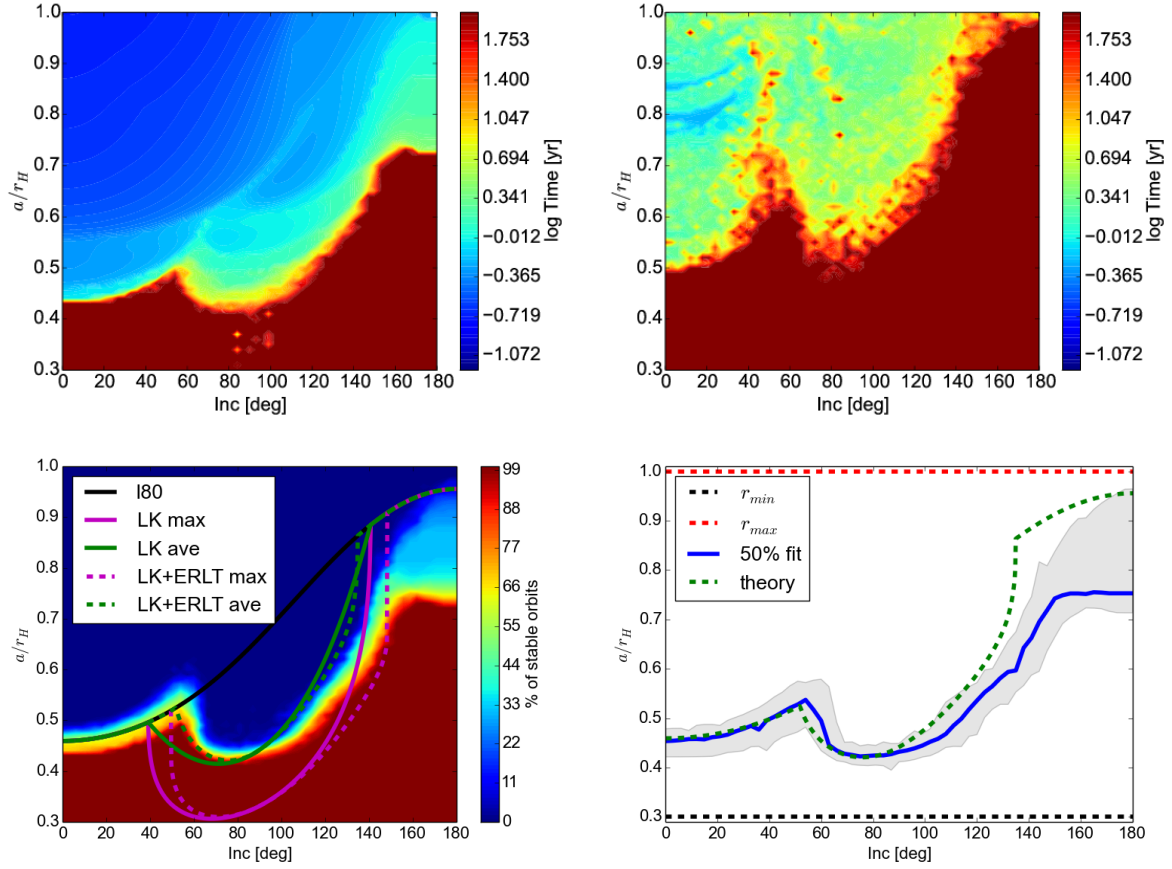 1.0
0.9
0.8
0.7
0.6
0.5
0.4
0.3
a/r_H
0 20 40 60 80 100 120 140 160 180
Inc [deg]
1.753
1.400
1.047
0.694
0.341
−0.012
−0.365
−0.719
−1.072
log Time [yr]
1.0
0.9
0.8
0.7
0.6
0.5
0.4
0.3
a/r_H
0 20 40 60 80 100 120 140 160 180
Inc [deg]
1.753
1.400
1.047
0.694
0.341
−0.012
−0.365
−0.719
−1.072
log Time [yr]
1.0
0.9
0.8
0.7
0.6
0.5
0.4
0.3
a/r_H
I80
LK max
LK ave
LK+ERLT max
LK+ERLT ave
0 20 40 60 80 100 120 140 160 180
Inc [deg]
99
88
77
66
55
44
33
22
11
0
% of stable orbits
1.0
0.9
0.8
0.7
0.6
0.5
0.4
0.3
a/r_H
r_min
r_max
50% fit
theory
0 20 40 60 80 100 120 140 160 180
Inc [deg]